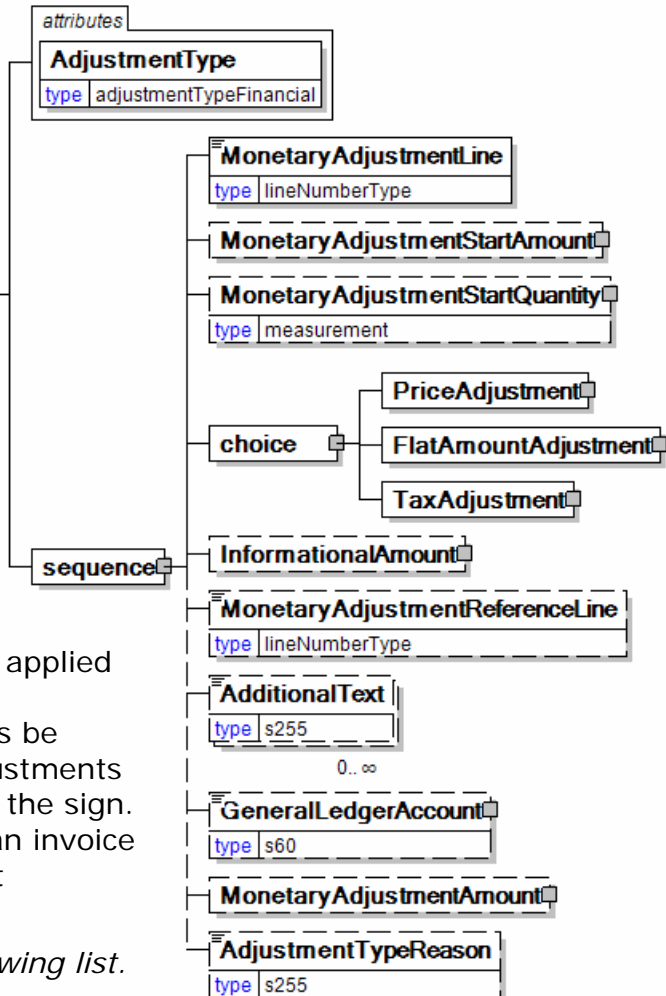 attributes
AdjustmentType
type adjustmentTypeFinancial
MonetaryAdjustmentLine
type lineNumberType
MonetaryAdjustmentStartAmount
MonetaryAdjustmentStartQuantity
type measurement
choice
PriceAdjustment
FlatAmountAdjustment
TaxAdjustment
sequence
InformationalAmount
MonetaryAdjustmentReferenceLine
type lineNumberType
AdditionalText
type s255
0.. ∞
GeneralLedgerAccount
type s60
MonetaryAdjustmentAmount
AdjustmentTypeReason
type s255
applied
s be
ustments
the sign.
an invoice
t
wing list.